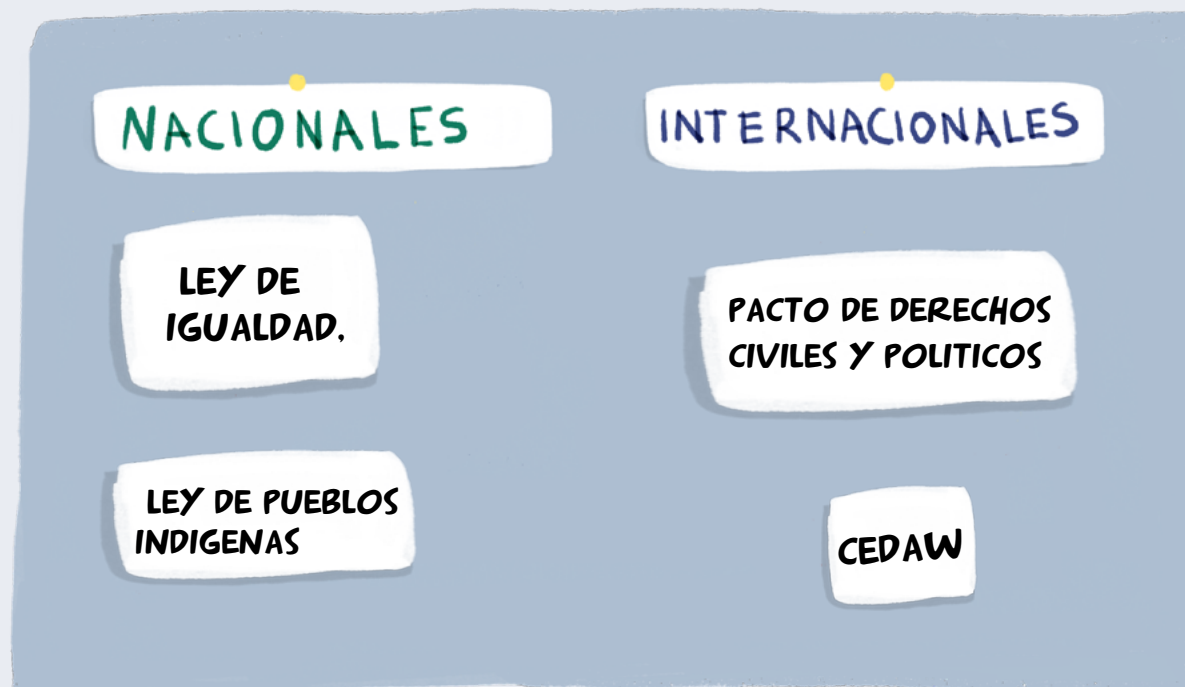 NACIONALES
LEY DE
IGUALDAD.
LEY DE PUEBLOS
INDIGENAS
INTERNACIONALES
PACTO DE DERECHOS
CIVILES Y POLITICOS
CEDAW